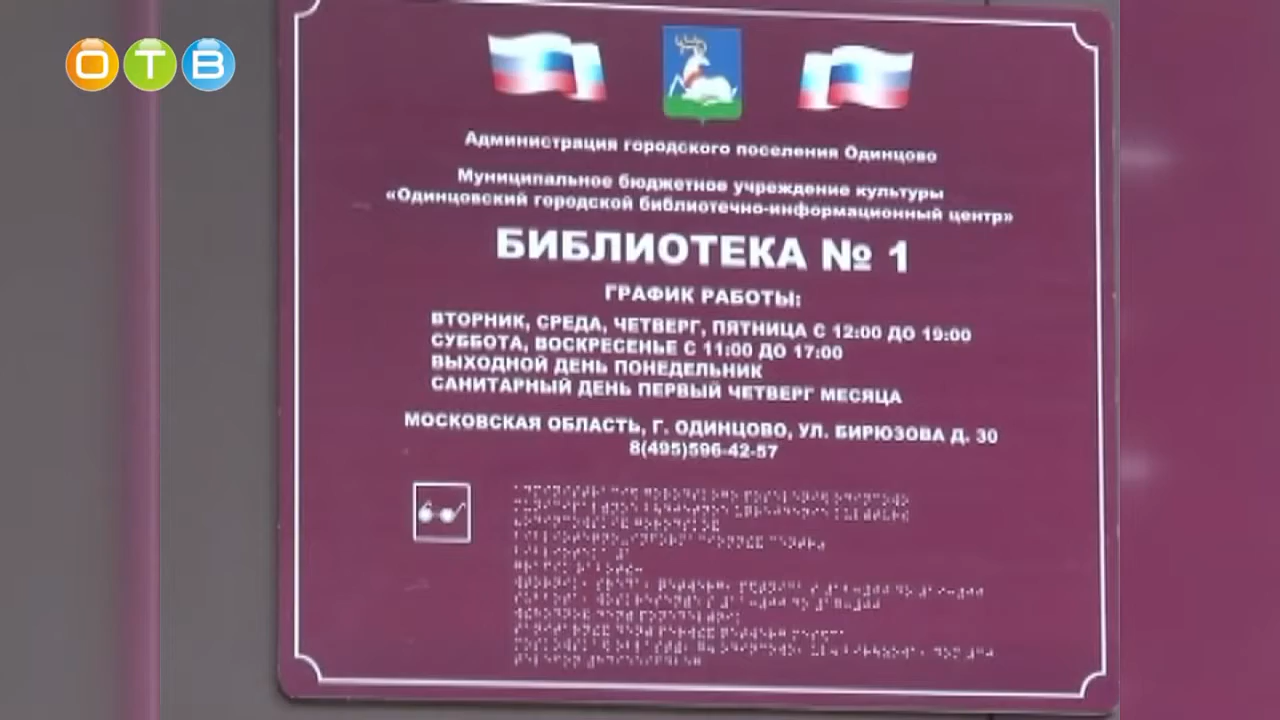 ОТВ
Администрация городского поселения Одинцово
Муниципальное бюджетное учреждение культуры
«Одинцовский городской библиотечно-информационный центр»
БИБЛИОТЕКА № 1
ГРАФИК РАБОТЫ:
ВТОРНИК, СРЕДА, ЧЕТВЕРГ, ПЯТНИЦА С 12:00 ДО 19:00
СУББОТА, ВОСКРЕСЕНЬЕ С 11:00 ДО 17:00
ВЫХОДНОЙ ДЕНЬ ПОНЕДЕЛЬНИК
САНИТАРНЫЙ ДЕНЬ ПЕРВЫЙ ЧЕТВЕРГ МЕСЯЦА
МОСКОВСКАЯ ОБЛАСТЬ, Г. ОДИНЦОВО, УЛ. БИРЮЗОВА Д. 30
8(495)596-42-57